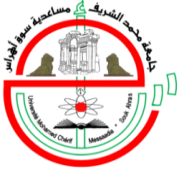 جامعة محمد الشريف مساعدية سوق أهراس
Université Mohamed Chérif Messaadia Souk Ahras